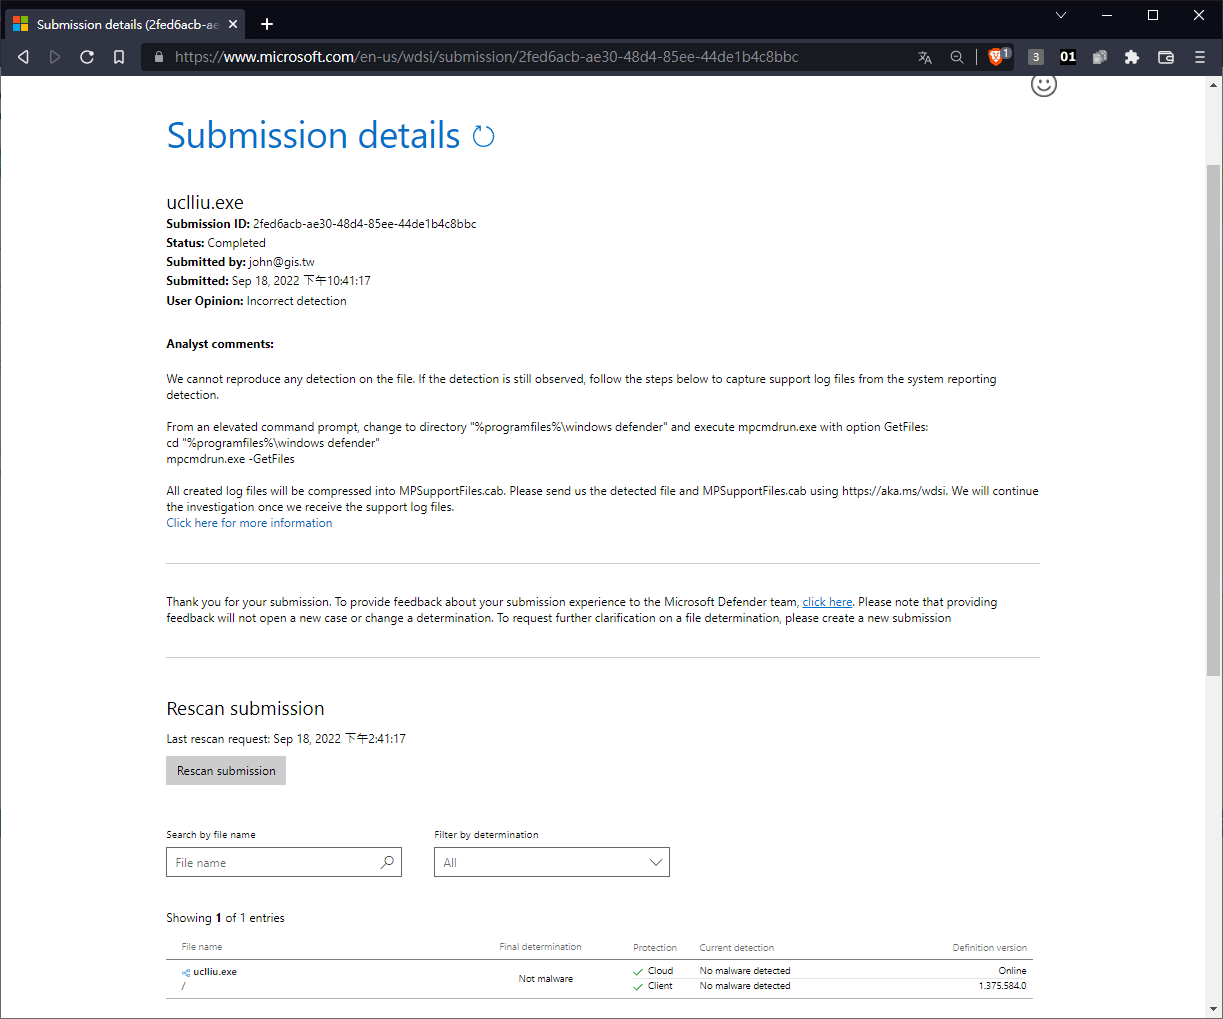 Submission details (2fed6acb-ae
https://www.microsoft.com/en-us/wdsi/submission/2fed6acb-ae30-48d4-85ee-44de1b4c8bbc
1
3
01
Submission details
uclliu.exe
Submission ID: 2fed6acb-ae30-48d4-85ee-44de1b4c8bbc
Status: Completed
Submitted by: john@gis.tw
Submitted: Sep 18, 2022 下午10:41:17
User Opinion: Incorrect detection
Analyst comments:
We cannot reproduce any detection on the file. If the detection is still observed, follow the steps below to capture support log files from the system reporting
detection.
From an elevated command prompt, change to directory "%programfiles%\windows defender" and execute mpcmdrun.exe with option GetFiles:
cd "%programfiles%\windows defender"
mpcmdrun.exe -GetFiles
All created log files will be compressed into MPSupportFiles.cab. Please send us the detected file and MPSupportFiles.cab using https://aka.ms/wdsi. We will continue
the investigation once we receive the support log files.
Click here for more information
Thank you for your submission. To provide feedback about your submission experience to the Microsoft Defender team, click here. Please note that providing
feedback will not open a new case or change a determination. To request further clarification on a file determination, please create a new submission
Rescan submission
Last rescan request: Sep 18, 2022 下午2:41:17
Rescan submission
Search by file name
Filter by determination
File name
All
Showing 1 of 1 entries
File name Final determination Protection Current detection Definition version
uclliu.exe
/
Not malware
Cloud No malware detected Online
Client No malware detected 1.375.584.0